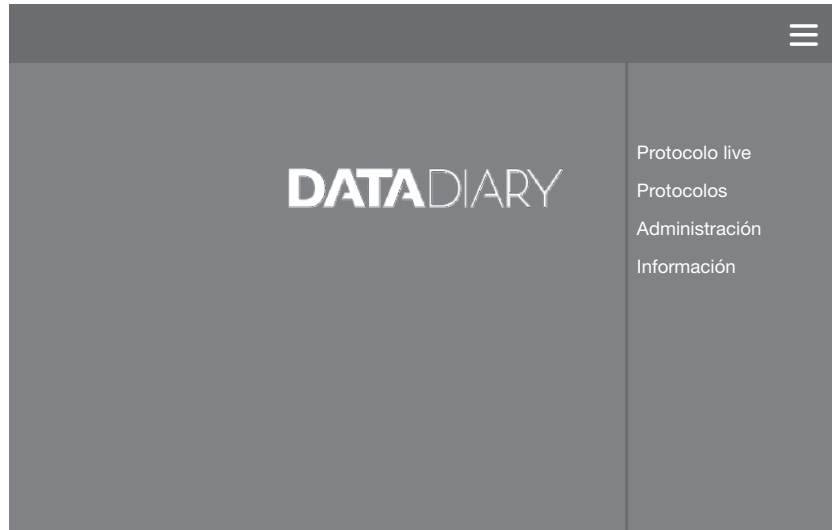 DATADIARY
Protocolo live
Protocolos
Administración
Información